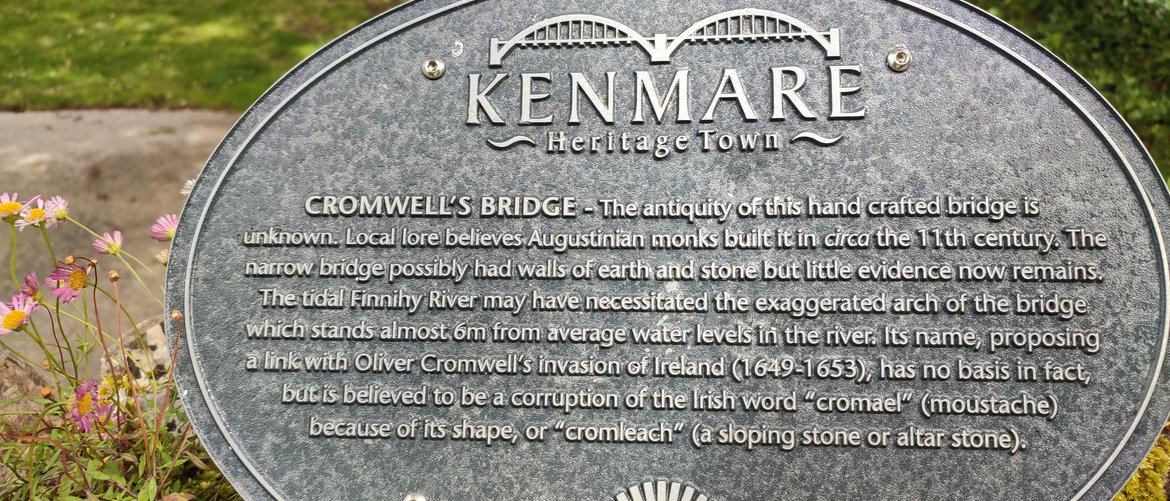 KENMARE
Heritage Town
CROMWELL'S BRIDGE - The antiquity of this hand crafted bridge is
unknown. Local lore believes Augustinian monks built it in circa the 11th century. The
narrow bridge possibly had walls of earth and stone but little evidence now remains.
The tidal Finnihy River may have necessitated the exaggerated arch of the bridge
which stands almost 6m from average water levels in the river. Its name, proposing
a link with Oliver Cromwell's invasion of Ireland (1649-1653), has no basis in fact,
but is believed to be a corruption of the Irish word "cromael" (moustache)
because of its shape, or "cromleach" (a sloping stone or altar stone).